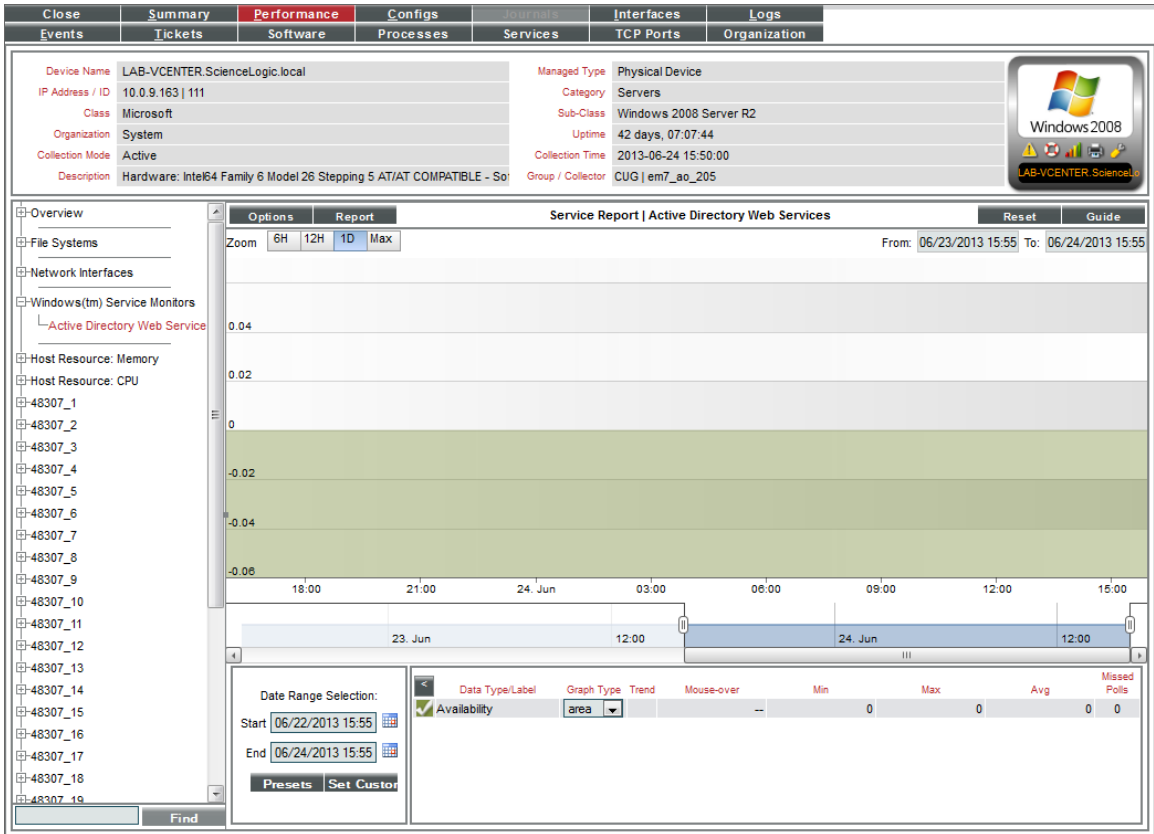 Close Summary Performance Configs Journals Interfaces Logs
Events Tickets Software Processes Services TCP Ports Organization
Device Name LAB-VCENTER.ScienceLogic.local Managed Type Physical Device
IP Address / ID 10.0.9.163 | 111 Category Servers
Class Microsoft Sub-Class Windows 2008 Server R2
Organization System Uptime 42 days, 07:07:44
Collection Mode Active Collection Time 2013-06-24 15:50:00
Description Hardware: Intel64 Family 6 Model 26 Stepping 5 AT/AT COMPATIBLE - So Group / Collector CUG | em7_ao_205
Windows 2008
LAB-VCENTER.ScienceLo
Overview
File Systems
Network Interfaces
Windows(tm) Service Monitors
Active Directory Web Service
Host Resource: Memory
Host Resource: CPU
48307_1
48307_2
48307_3
48307_4
48307_5
48307_6
48307_7
48307_8
48307_9
48307_10
48307_11
48307_12
48307_13
48307_14
48307_15
48307_16
48307_17
48307_18
48307_19
Find
Options Report Service Report | Active Directory Web Services Reset Guide
Zoom 6H 12H 1D Max From: 06/23/2013 15:55 To: 06/24/2013 15:55
0.04
0.02
0
-0.02
-0.04
-0.06
18:00 21:00 24. Jun 03:00 06:00 09:00 12:00 15:00
23. Jun 12:00 24. Jun 12:00
Date Range Selection:
Start 06/22/2013 15:55
End 06/24/2013 15:55
Presets Set Custor
< Data Type/Label Graph Type Trend Mouse-over Min Max Avg Missed Polls
Availability area -- 0 0 0 0